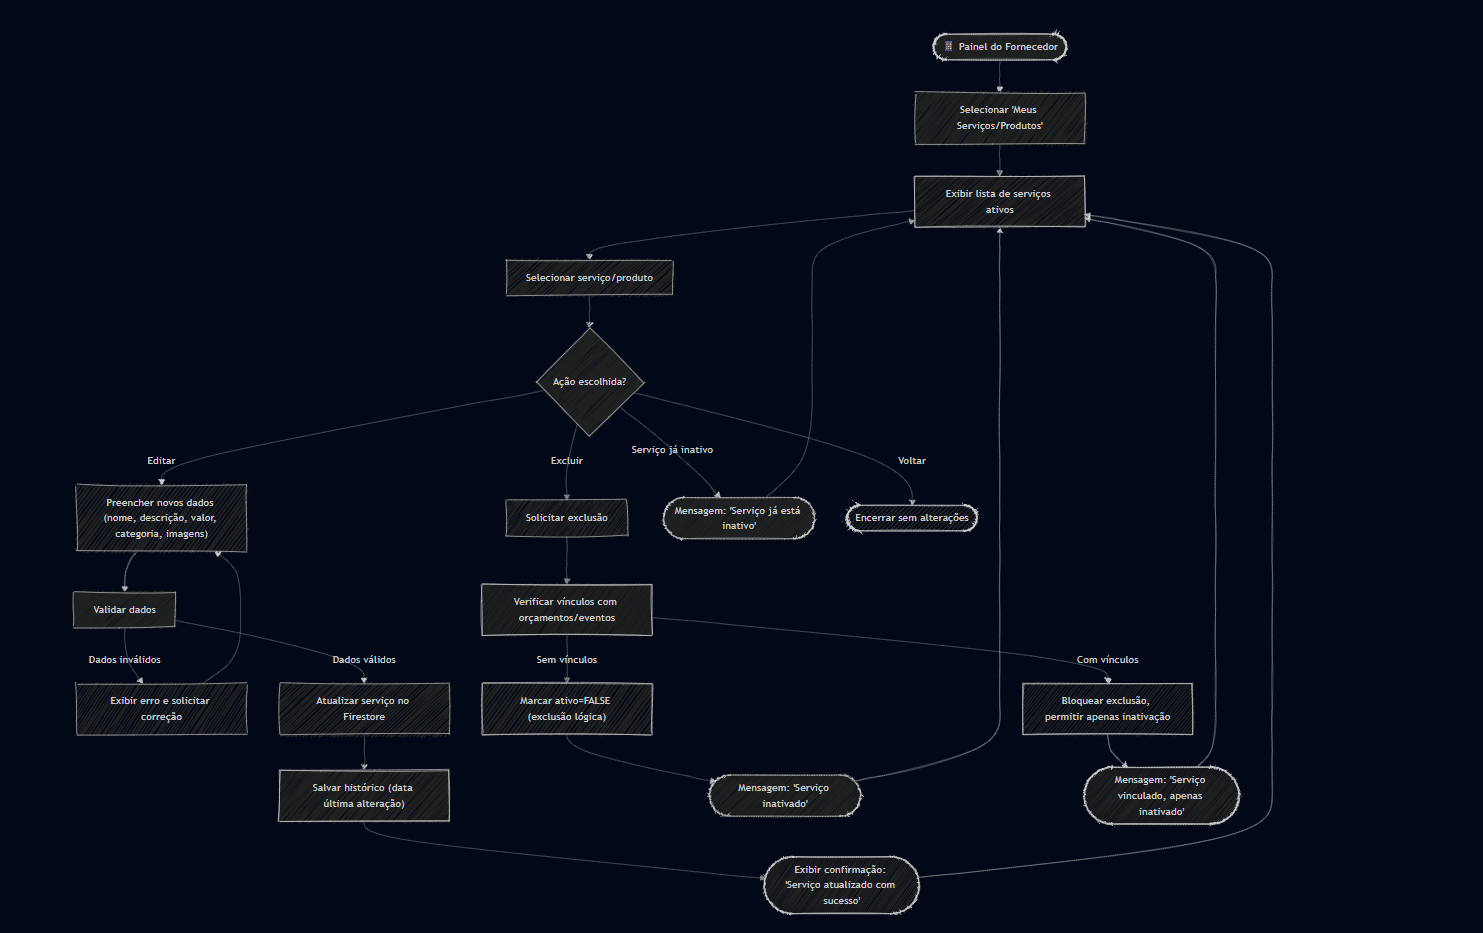 Painel do Fornecedor
Selecionar 'Meus
Serviços/Produtos'
Exibir lista de serviços
ativos
Selecionar serviço/produto
Ação escolhida?
Editar
Excluir
Serviço já inativo
Voltar
Preencher novos dados
(nome, descrição, valor,
categoria, imagens)
Solicitar exclusão
Mensagem: 'Serviço já está
inativo'
Encerrar sem alterações
Validar dados
Verificar vínculos com
orçamentos/eventos
Dados inválidos
Dados válidos
Sem vínculos
Com vínculos
Exibir erro e solicitar
correção
Atualizar serviço no
Firestore
Marcar ativo=FALSE
(exclusão lógica)
Bloquear exclusão,
permitir apenas inativação
Salvar histórico (data
última alteração)
Mensagem: 'Serviço
inativado'
Mensagem: 'Serviço
vinculado, apenas
inativado'
Exibir confirmação:
'Serviço atualizado com
sucesso'